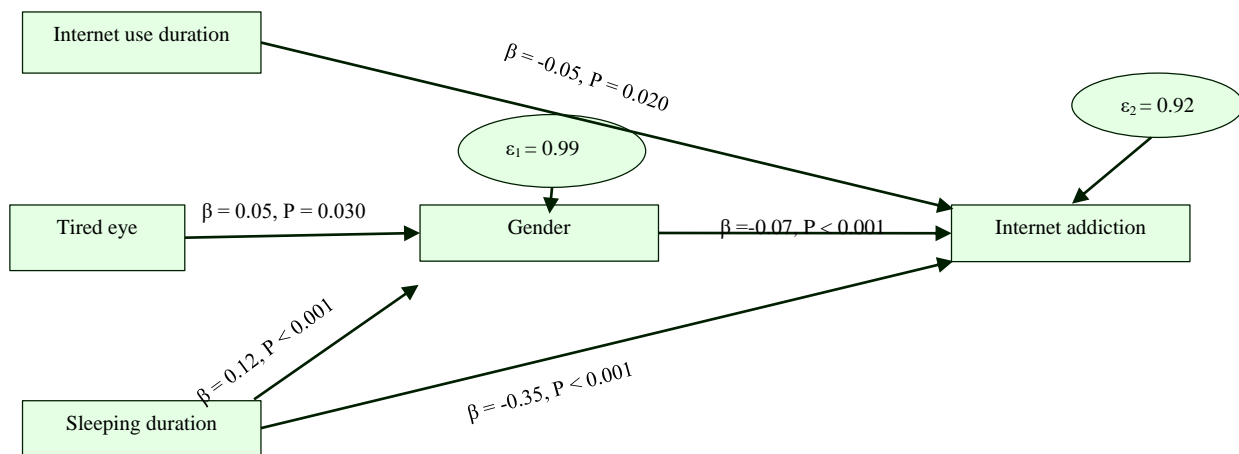 Internet use duration
β = -0.05, P = 0.020
ε₂ = 0.92
ε₁ = 0.99
Tired eye
β = 0.05, P = 0.030
Gender
β =-0.07, P < 0.001
Internet addiction
β = 0.12, P < 0.001
β = -0.35, P < 0.001
Sleeping duration